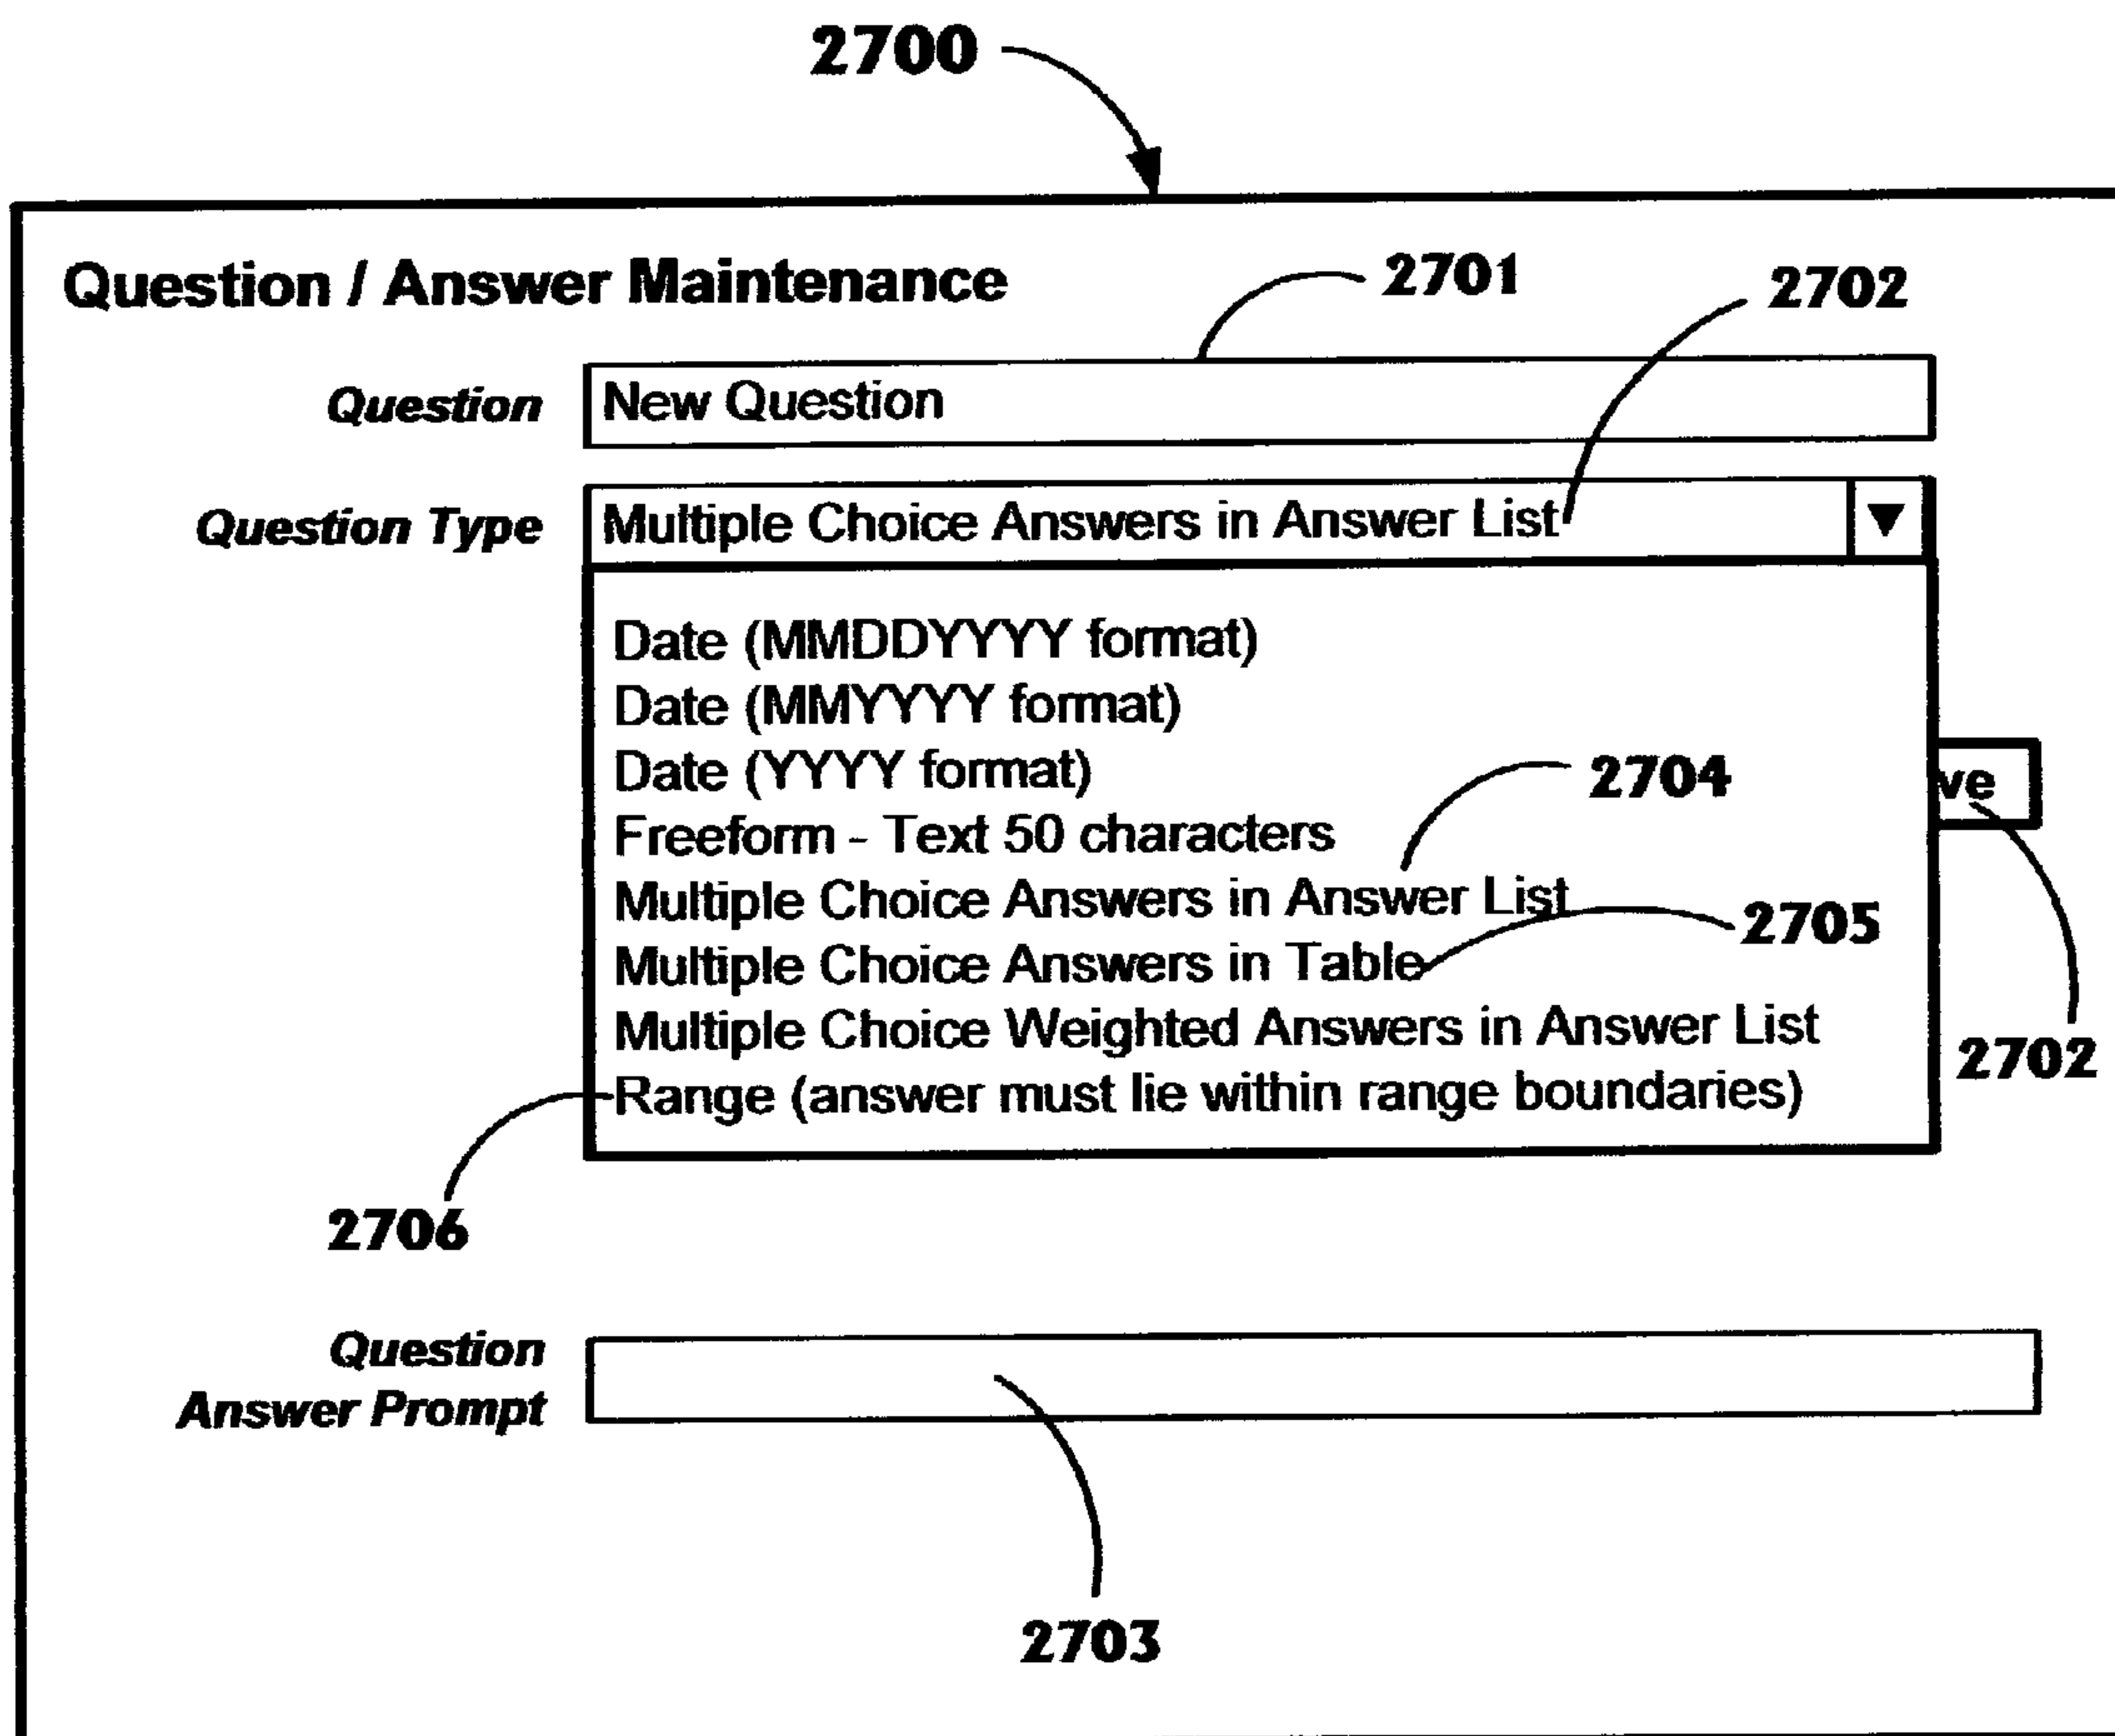 2700
Question / Answer Maintenance
2701
2702
Question
New Question
Question Type
Multiple Choice Answers in Answer List
▼
Date (MMDDYYYY format)
Date (MMYYYY format)
Date (YYYY format)
2704
ve
Freeform - Text 50 characters
Multiple Choice Answers in Answer List
2705
Multiple Choice Answers in Table
Multiple Choice Weighted Answers in Answer List
2702
Range (answer must lie within range boundaries)
2706
Question
Answer Prompt
2703